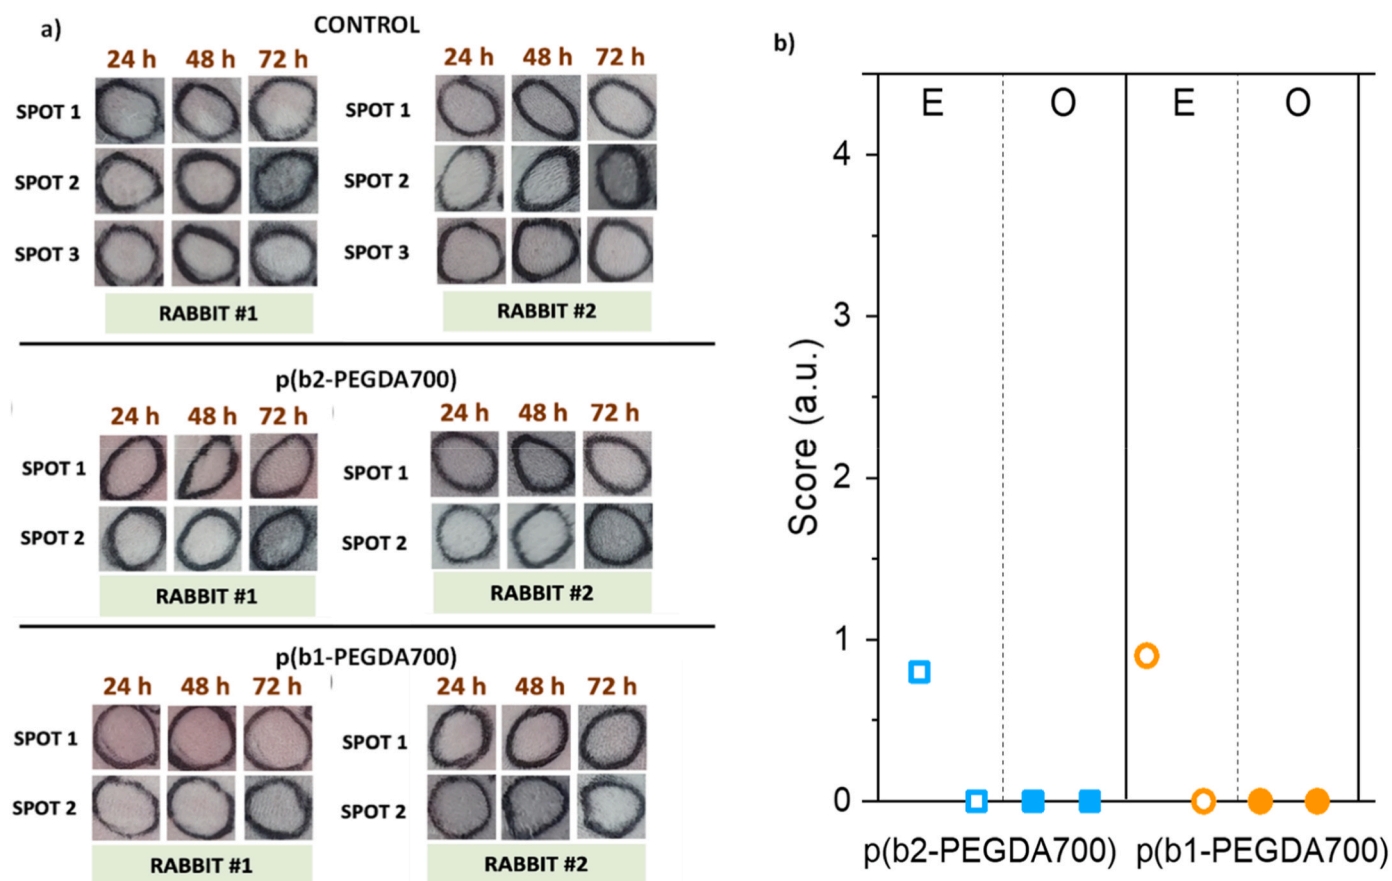 a)
CONTROL
24 h 48 h 72 h
SPOT 1
SPOT 2
SPOT 3
RABBIT #1
24 h 48 h 72 h
SPOT 1
SPOT 2
SPOT 3
RABBIT #2
p(b2-PEGDA700)
24 h 48 h 72 h
SPOT 1
SPOT 2
RABBIT #1
24 h 48 h 72 h
SPOT 1
SPOT 2
RABBIT #2
p(b1-PEGDA700)
24 h 48 h 72 h
SPOT 1
SPOT 2
RABBIT #1
24 h 48 h 72 h
SPOT 1
SPOT 2
RABBIT #2
b)
E O E O
Score (a.u.)
4
3
2
1
0
p(b2-PEGDA700) p(b1-PEGDA700)